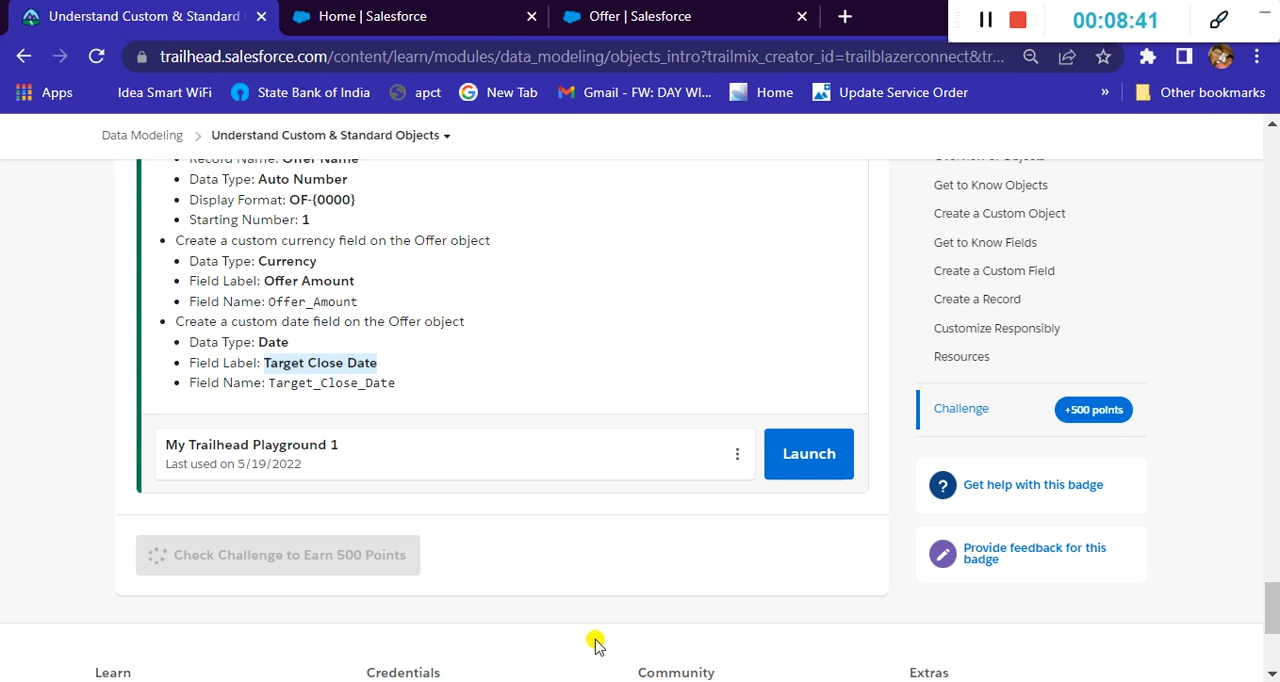 Understand Custom & Standard
Home | Salesforce
Offer | Salesforce
00:08:41
trailhead.salesforce.com/content/learn/modules/data_modeling/objects_intro?trailmix_creator_id=trailblazerconnect&tr...
Apps
Idea Smart WiFi
State Bank of India
apct
New Tab
Gmail - FW: DAY WI...
Home
Update Service Order
»
Other bookmarks
Data Modeling > Understand Custom & Standard Objects
Record Name: Offer Name
• Data Type: Auto Number
• Display Format: OF-{0000}
• Starting Number: 1
• Create a custom currency field on the Offer object
• Data Type: Currency
• Field Label: Offer Amount
• Field Name: Offer_Amount
• Create a custom date field on the Offer object
• Data Type: Date
• Field Label: Target Close Date
• Field Name: Target_Close_Date
My Trailhead Playground 1
Last used on 5/19/2022
Launch
Check Challenge to Earn 500 Points
Overview of Objects
Get to Know Objects
Create a Custom Object
Get to Know Fields
Create a Custom Field
Create a Record
Customize Responsibly
Resources
Challenge
+500 points
? Get help with this badge
Provide feedback for this
badge
Learn
Credentials
Community
Extras